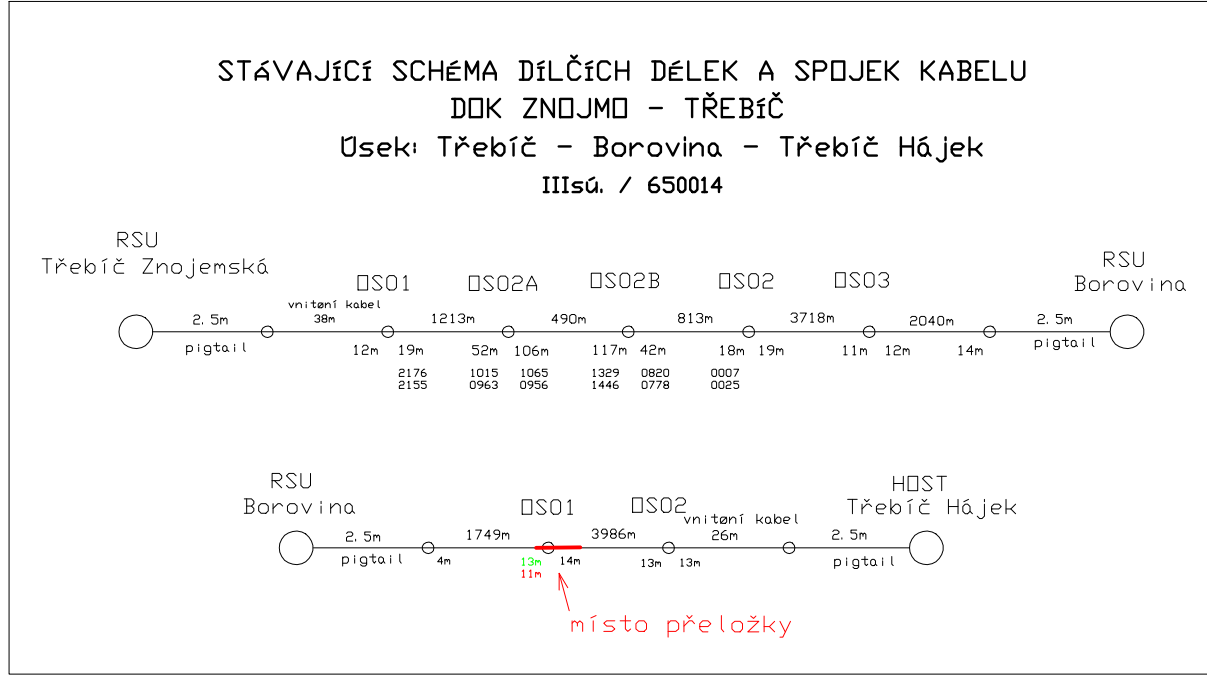 STÁVAJÍCÍ SCHÉMA DÍLČÍCH DÉLEK A SPOJEK KABELU
DOK ZNOJMO - TŘEBÍČ
Úsek: Třebíč - Borovina - Třebíč Hájek
IIIsú. / 650014
RSU
Třebíč Znojemská
OS01
OS02A
OS02B
OS02
OS03
RSU
Borovina
2.5m
vnitøní kabel
38m
1213m
490m
813m
3718m
2040m
2.5m
pigtail
12m 19m
52m 106m
117m 42m
18m 19m
11m 12m
14m
pigtail
2176 1015 1065 1329 0820 0007
2155 0963 0956 1446 0778 0025
RSU
Borovina
OS01
OS02
HOST
Třebíč Hájek
2.5m
1749m
3986m
vnitøní kabel
26m
2.5m
pigtail
4m
13m 14m
11m
13m 13m
pigtail
místo přeložky